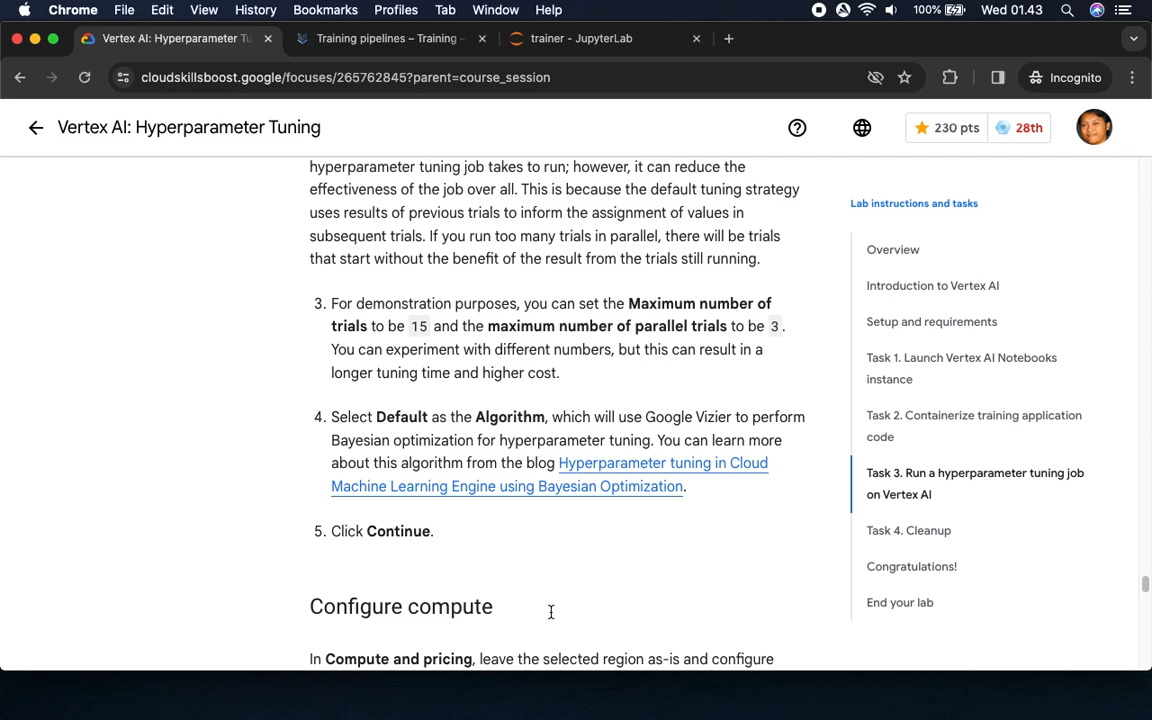 Chrome File Edit View History Bookmarks Profiles Tab Window Help 100% Wed 01.43
Vertex AI: Hyperparameter Tu
Training pipelines – Training -
trainer - JupyterLab
cloudskillsboost.google/focuses/265762845?parent=course_session
Incognito
Vertex AI: Hyperparameter Tuning
230 pts
28th
hyperparameter tuning job takes to run; however, it can reduce the
effectiveness of the job over all. This is because the default tuning strategy
uses results of previous trials to inform the assignment of values in
subsequent trials. If you run too many trials in parallel, there will be trials
that start without the benefit of the result from the trials still running.
3. For demonstration purposes, you can set the Maximum number of
trials to be 15 and the maximum number of parallel trials to be 3.
You can experiment with different numbers, but this can result in a
longer tuning time and higher cost.
4. Select Default as the Algorithm, which will use Google Vizier to perform
Bayesian optimization for hyperparameter tuning. You can learn more
about this algorithm from the blog Hyperparameter tuning in Cloud
Machine Learning Engine using Bayesian Optimization.
5. Click Continue.
Configure compute
In Compute and pricing, leave the selected region as-is and configure
Lab instructions and tasks
Overview
Introduction to Vertex AI
Setup and requirements
Task 1. Launch Vertex AI Notebooks
instance
Task 2. Containerize training application
code
Task 3. Run a hyperparameter tuning job
on Vertex AI
Task 4. Cleanup
Congratulations!
End your lab